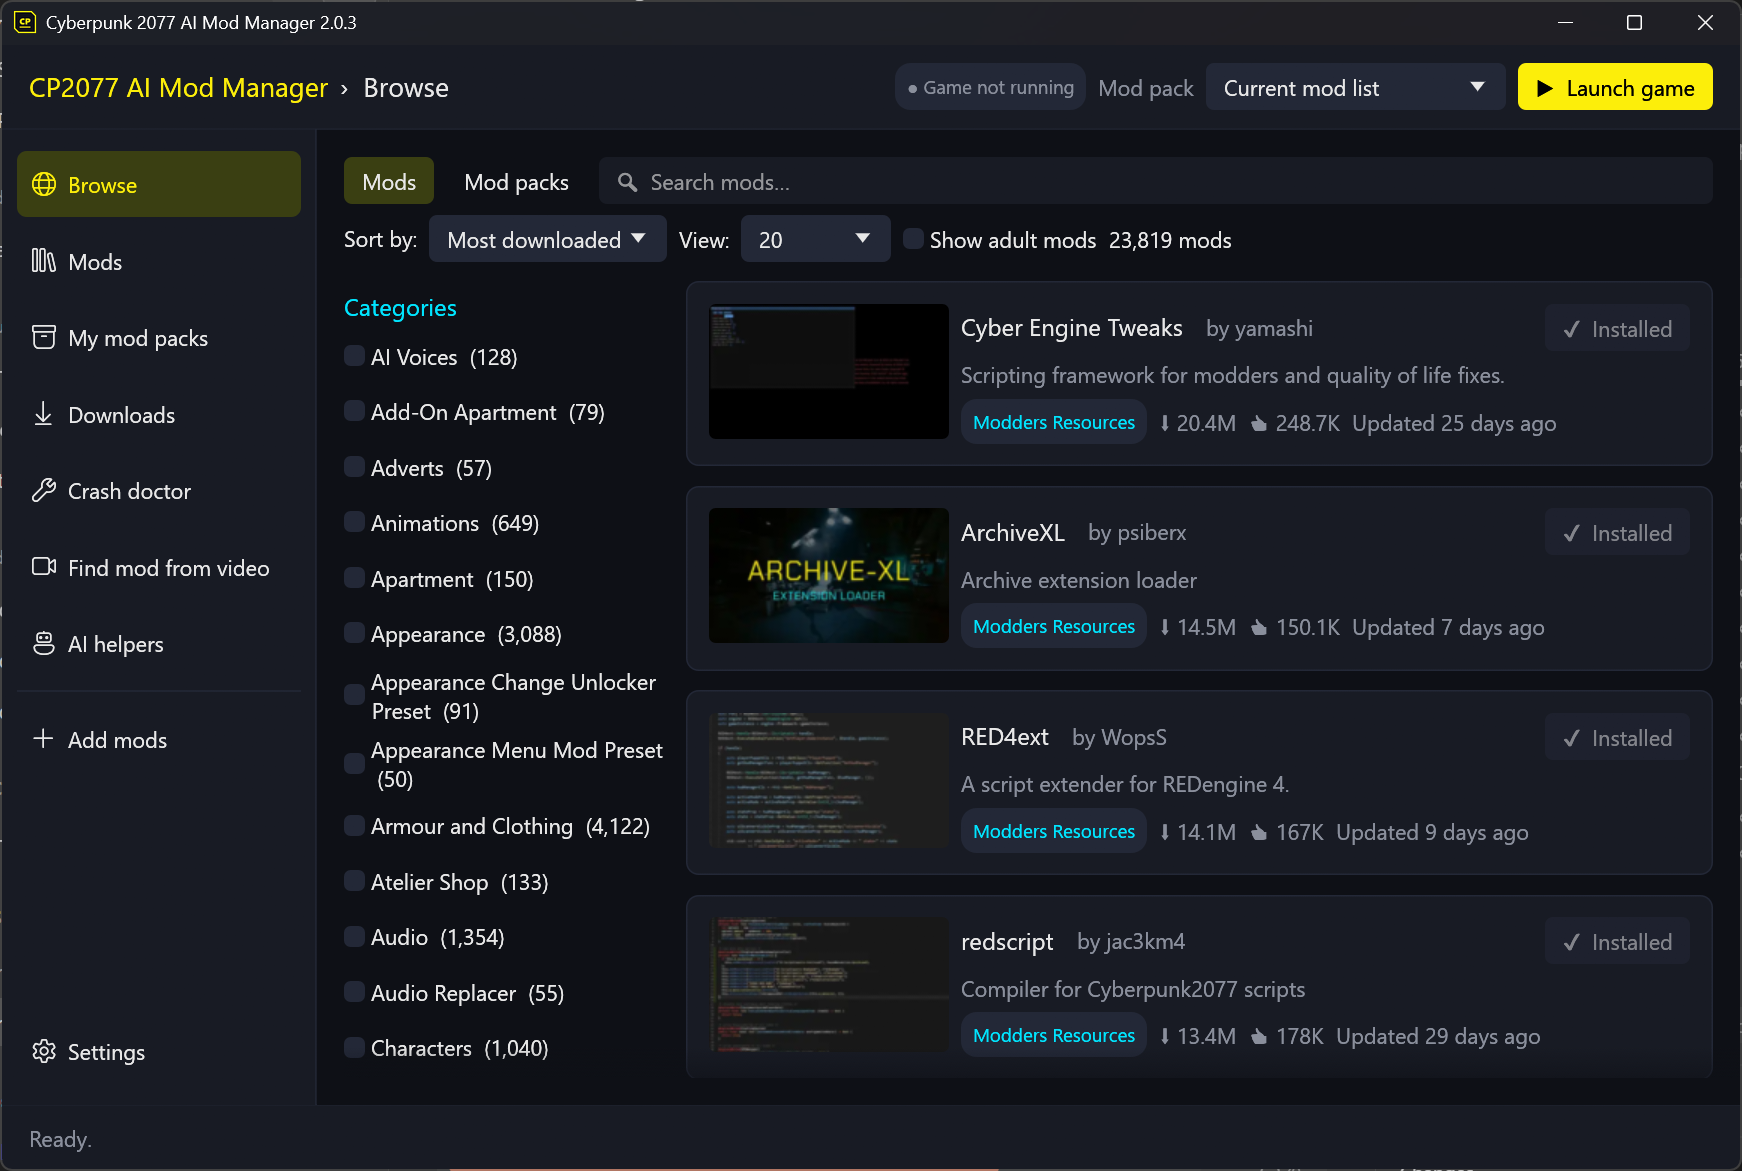 Cyberpunk 2077 AI Mod Manager 2.0.3
CP2077 AI Mod Manager › Browse
Game not running
Mod pack
Current mod list
Launch game
Browse
Mods
My mod packs
Downloads
Crash doctor
Find mod from video
AI helpers
Add mods
Settings
Mods
Mod packs
Search mods...
Sort by:
Most downloaded
View:
20
Show adult mods
23,819 mods
Categories
AI Voices (128)
Add-On Apartment (79)
Adverts (57)
Animations (649)
Apartment (150)
Appearance (3,088)
Appearance Change Unlocker
Preset (91)
Appearance Menu Mod Preset
(50)
Armour and Clothing (4,122)
Atelier Shop (133)
Audio (1,354)
Audio Replacer (55)
Characters (1,040)
Cyber Engine Tweaks by yamashi
✓ Installed
Scripting framework for modders and quality of life fixes.
Modders Resources 20.4M 248.7K Updated 25 days ago
ARCHIVE-XL
EXTENSION LOADER
ArchiveXL by psiberx
✓ Installed
Archive extension loader
Modders Resources 14.5M 150.1K Updated 7 days ago
RED4ext by WopsS
✓ Installed
A script extender for REDengine 4.
Modders Resources 14.1M 167K Updated 9 days ago
redscript by jac3km4
✓ Installed
Compiler for Cyberpunk2077 scripts
Modders Resources 13.4M 178K Updated 29 days ago
Ready.